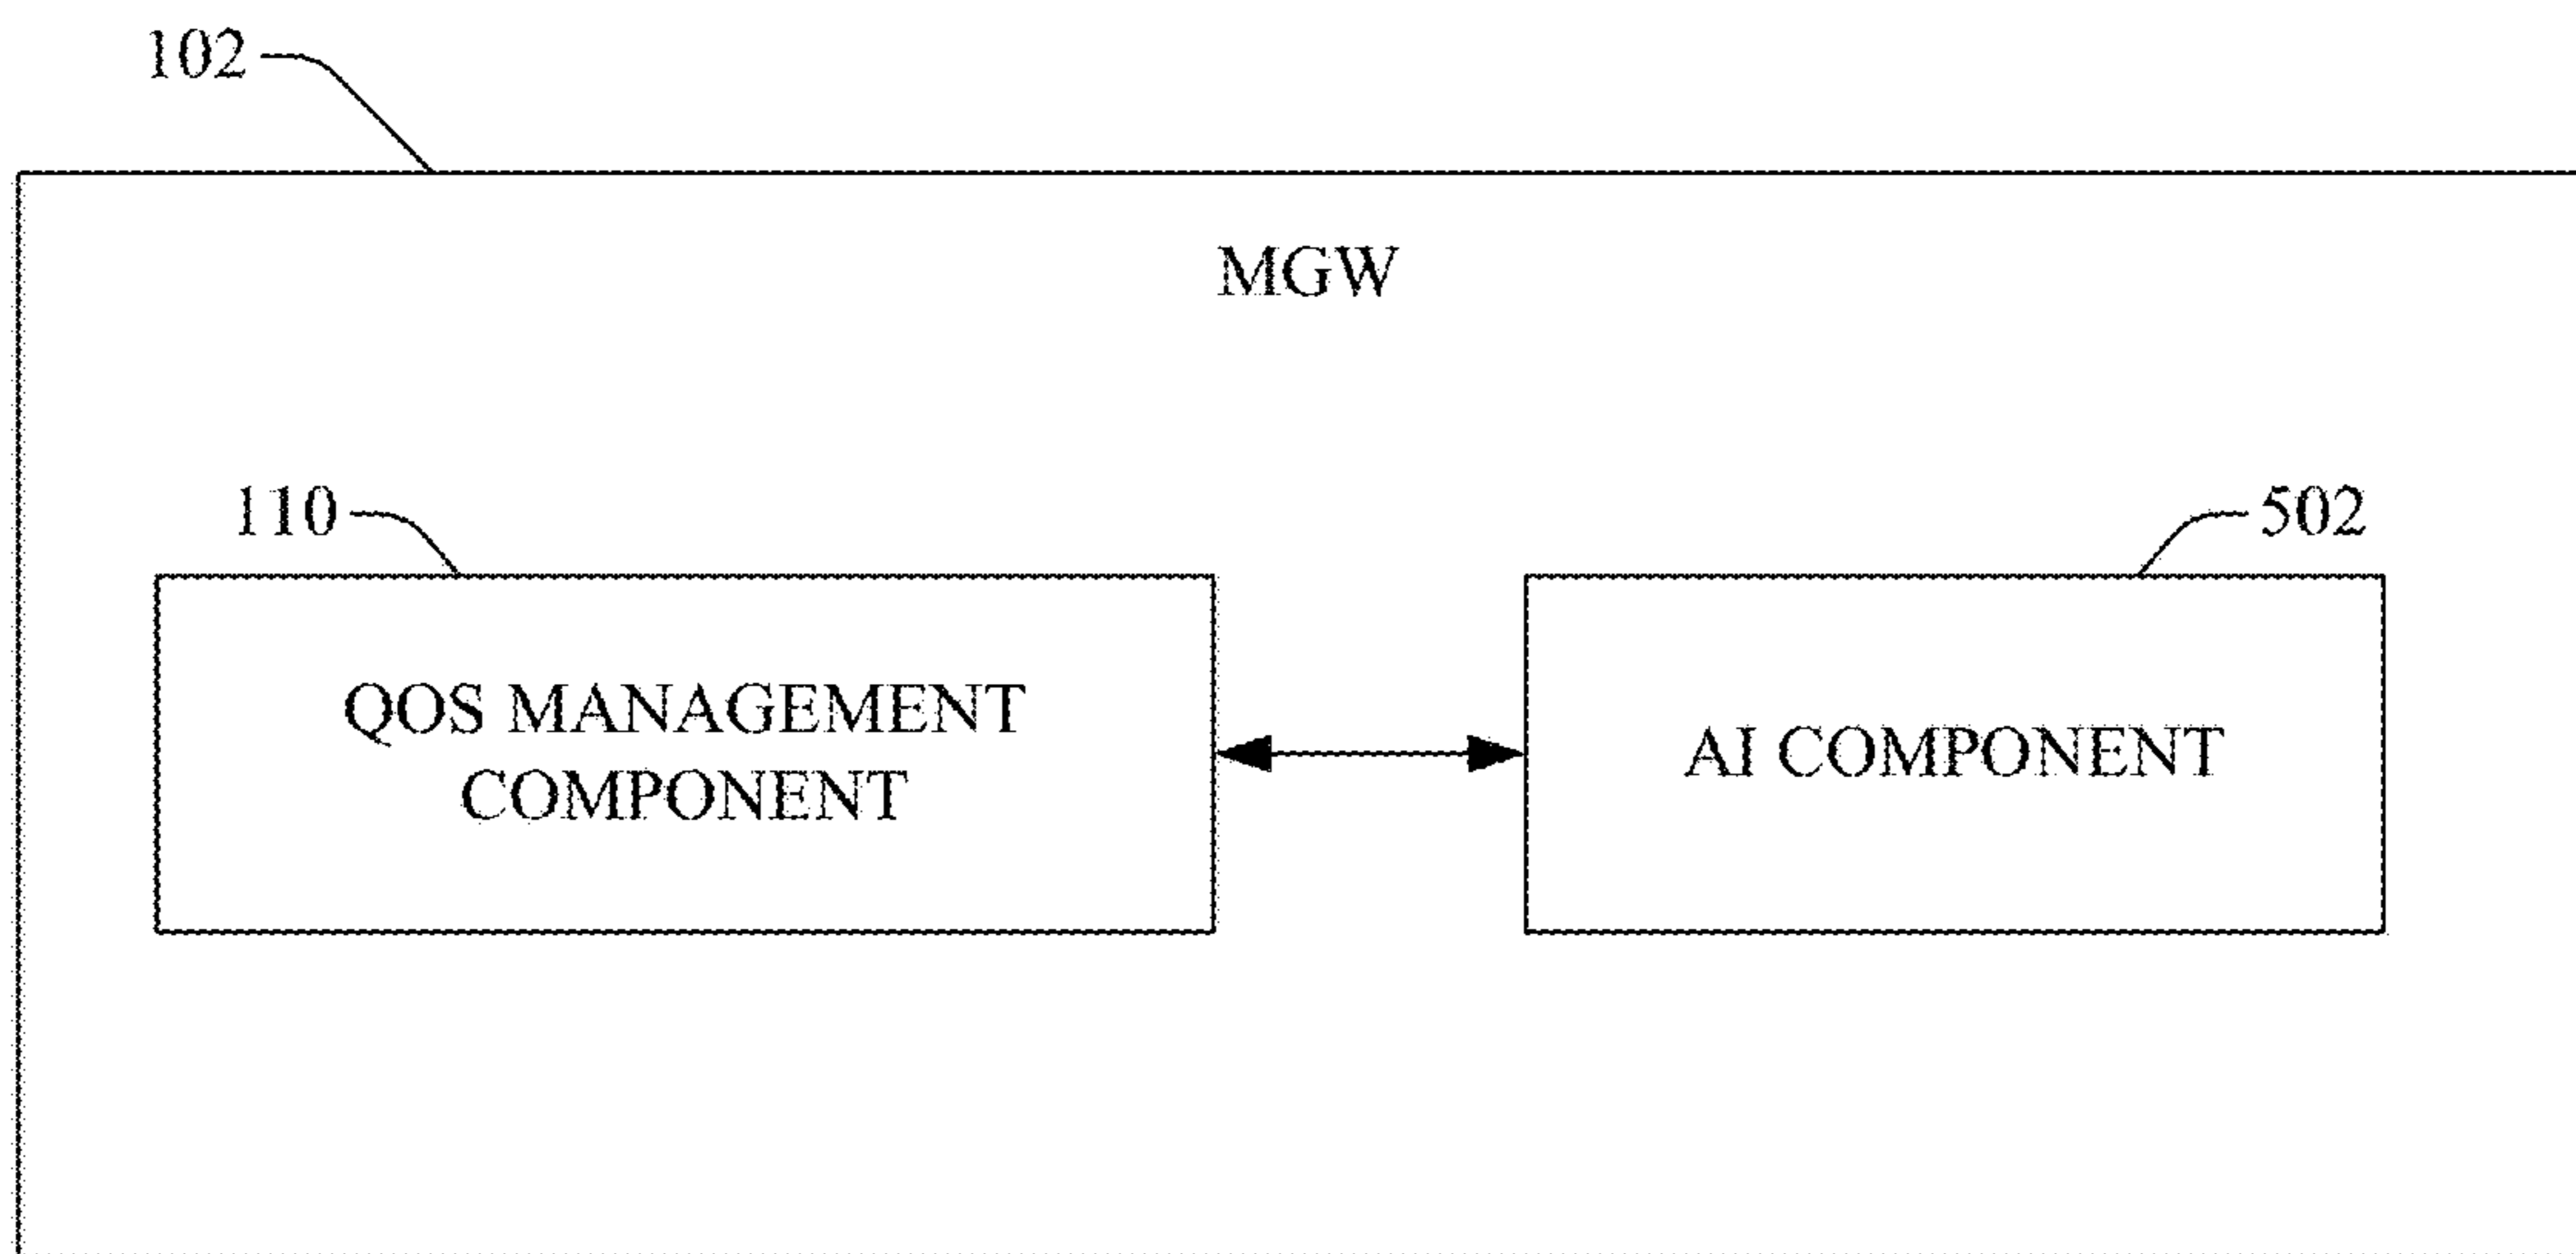 102
MGW
110
502
QOS MANAGEMENT
COMPONENT
AI COMPONENT